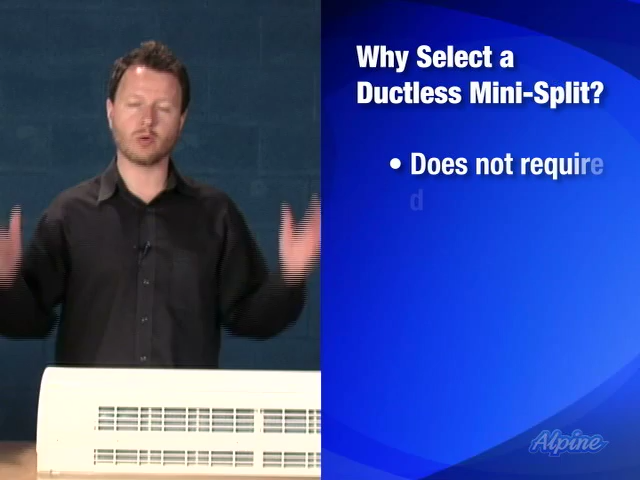 Why Select a
Ductless Mini-Split?
• Does not require
d
Alpine